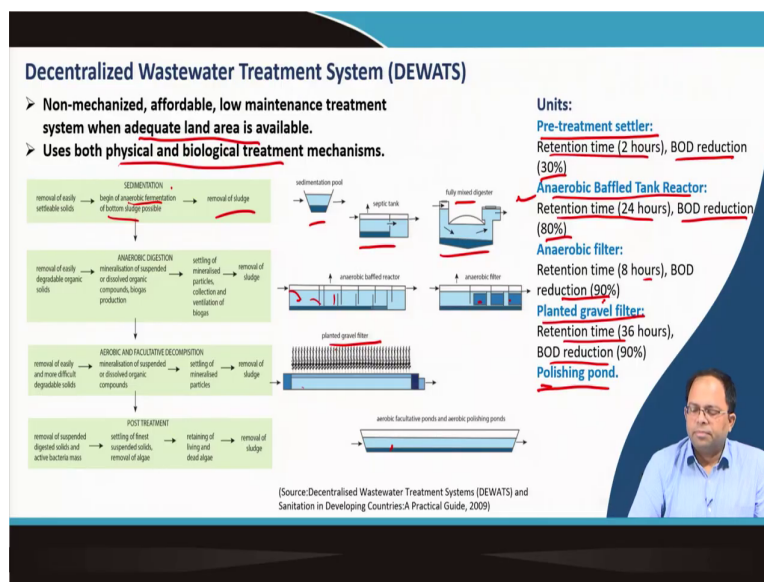 Decentralized Wastewater Treatment System (DEWATS)
➢ Non-mechanized, affordable, low maintenance treatment
system when adequate land area is available.
➢ Uses both physical and biological treatment mechanisms.
SEDIMENTATION
removal of easily
settleable solids
begin of anaerobic fermentation
of bottom sludge possible
removal of sludge
ANAEROBIC DIGESTION
removal of easily
degradable organic
solids
mineralisation of suspended
or dissolved organic
compounds, biogas
production
settling of
mineralised
particles,
collection and
ventilation of
biogas
removal of
sludge
AEROBIC AND FACULTATIVE DECOMPOSITION
removal of easily
and more difficult
degradable solids
mineralisation of suspended
or dissolved organic
compounds
settling of
mineralised
particles
removal of
sludge
POST TREATMENT
removal of suspended
digested solids and
active bacteria mass
settling of finest
suspended solids,
removal of algae
retaining of
living and
dead algae
removal of
sludge
sedimentation pool
septic tank
fully mixed digester
anaerobic baffled reactor
anaerobic filter
planted gravel filter
aerobic facultative ponds and aerobic polishing ponds
(Source:Decentralised Wastewater Treatment Systems (DEWATS) and
Sanitation in Developing Countries:A Practical Guide, 2009)
Units:
Pre-treatment settler:
Retention time (2 hours), BOD reduction
(30%)
Anaerobic Baffled Tank Reactor:
Retention time (24 hours), BOD reduction
(80%)
Anaerobic filter:
Retention time (8 hours), BOD
reduction (90%)
Planted gravel filter:
Retention time (36 hours),
BOD reduction (90%)
Polishing pond.